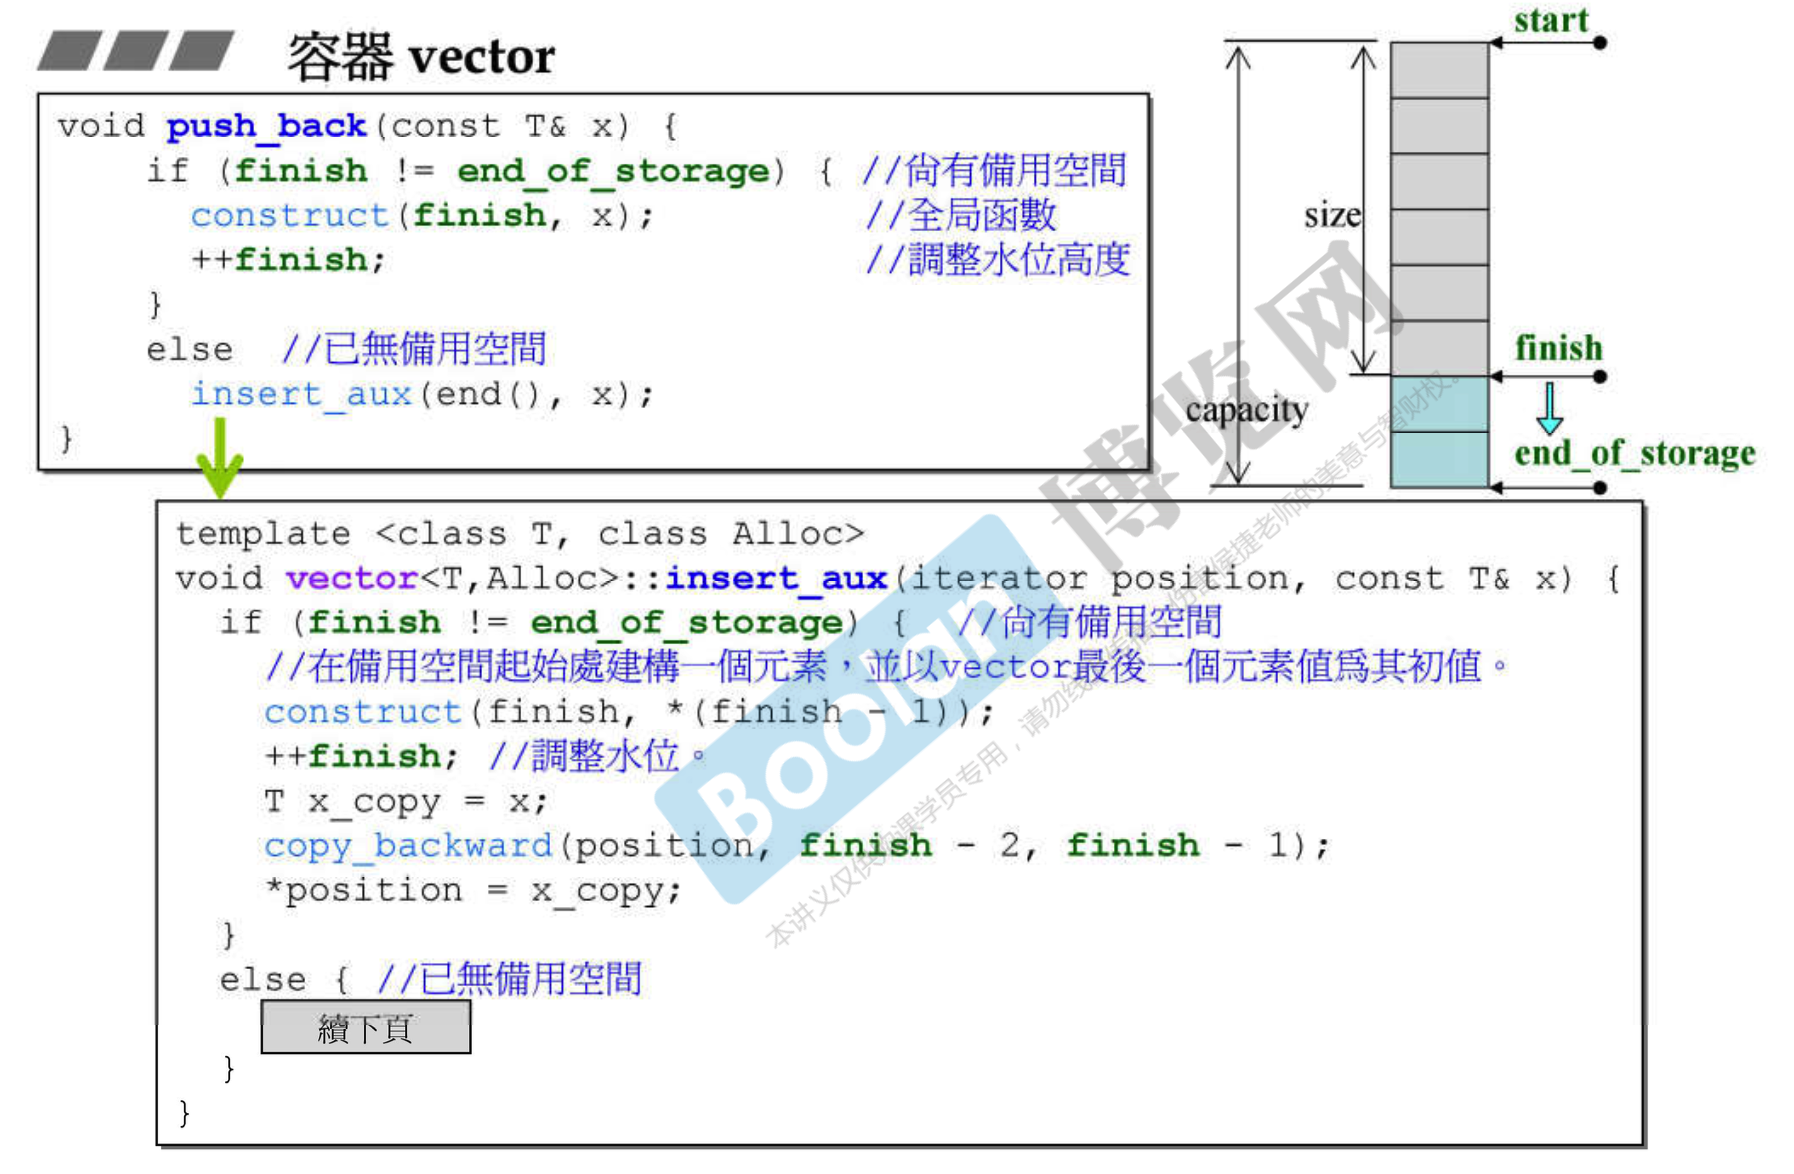 容器 vector
void push_back(const T& x) {
if (finish != end_of_storage) { //尚有備用空間
construct(finish, x); //全局函數
++finish; //調整水位高度
}
else //已無備用空間
insert_aux(end(), x);
}
start
size
finish
capacity
end_of_storage
template <class T, class Alloc>
void vector<T,Alloc>::insert_aux(iterator position, const T& x) {
if (finish != end_of_storage) { //尚有備用空間
//在備用空間起始處建構一個元素，並以vector最後一個元素值為其初值。
construct(finish, *(finish - 1));
++finish; //調整水位。
T x_copy = x;
copy_backward(position, finish - 2, finish - 1);
*position = x_copy;
}
else { //已無備用空間
續下頁
}
}
Boolan
博览网
本讲义仅供 课学员专用，请勿 侯捷老师的美意与智财权。